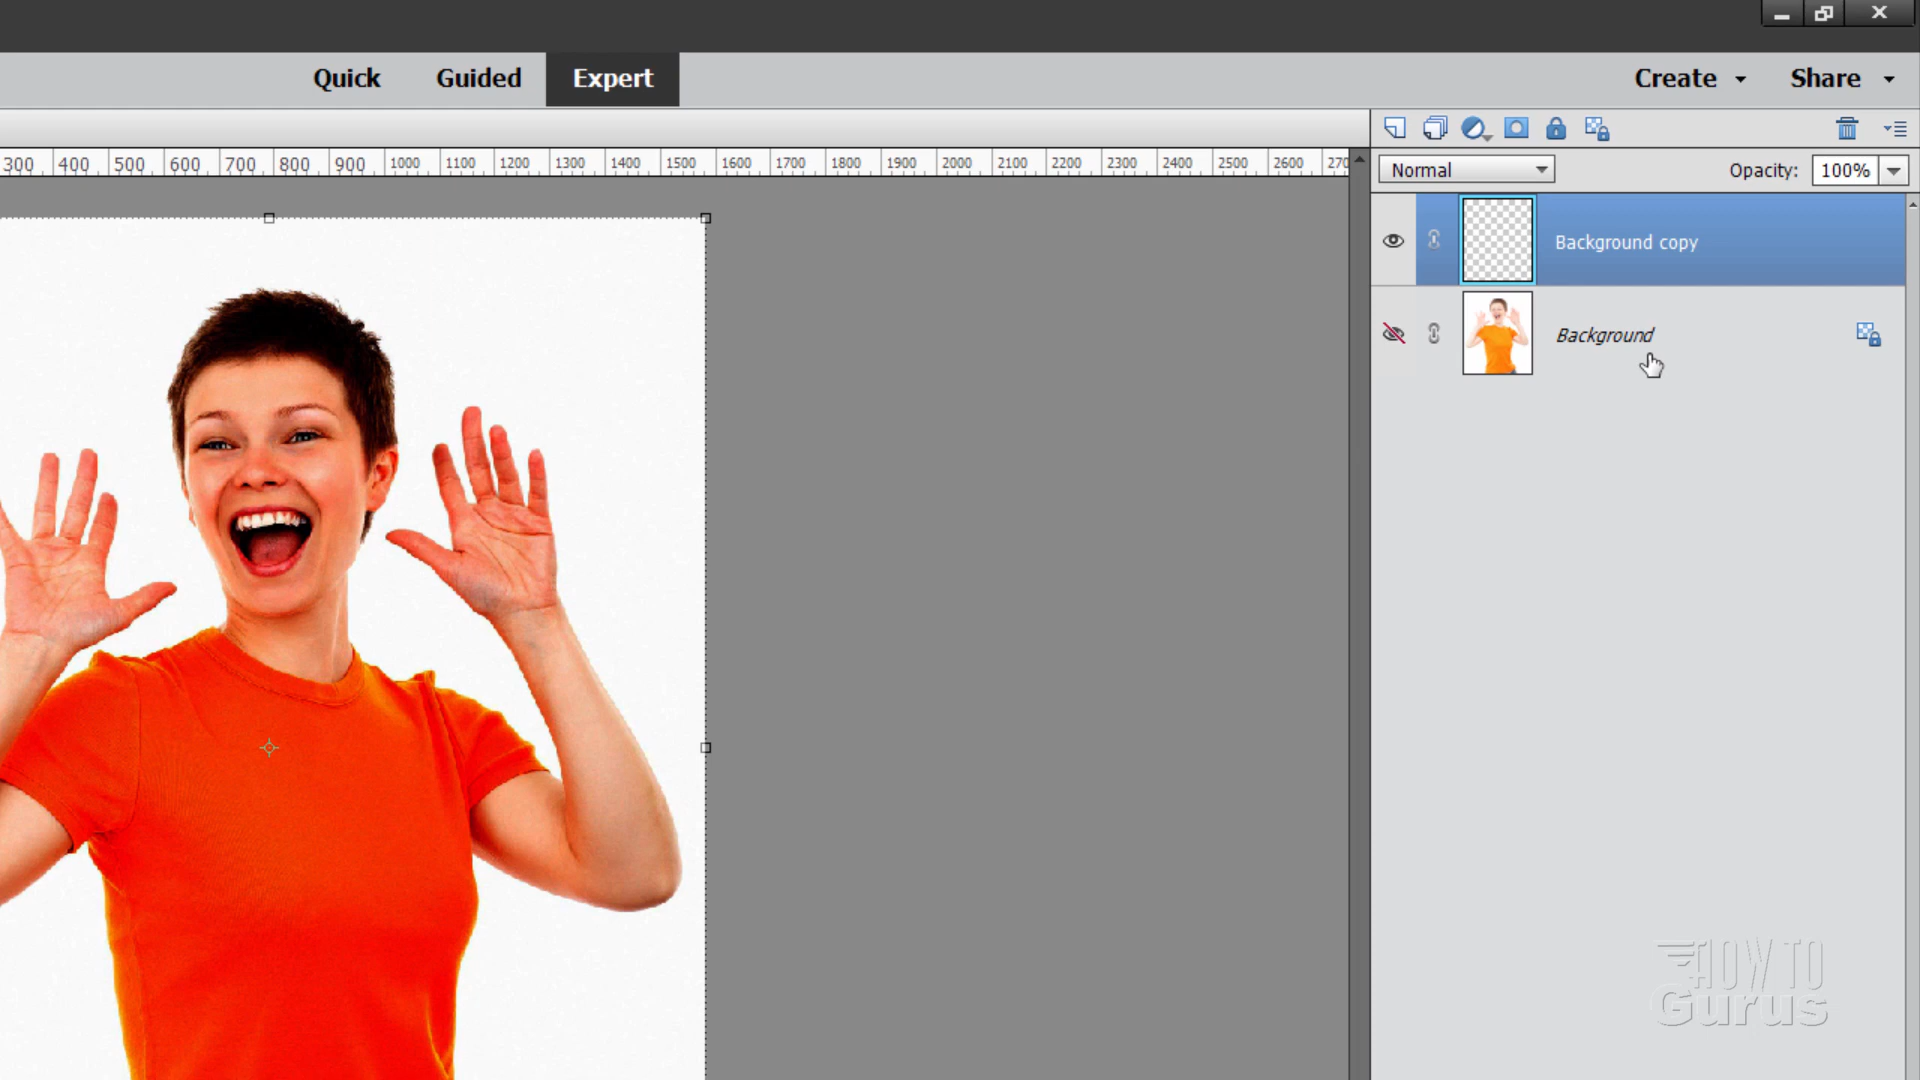 Quick Guided Expert Create Share
300 400 500 600 700 800 900 1000 1100 1200 1300 1400 1500 1600 1700 1800 1900 2000 2100 2200 2300 2400 2500 2600 270
Normal Opacity: 100%
Background copy
Background
HOW TO
Gurus